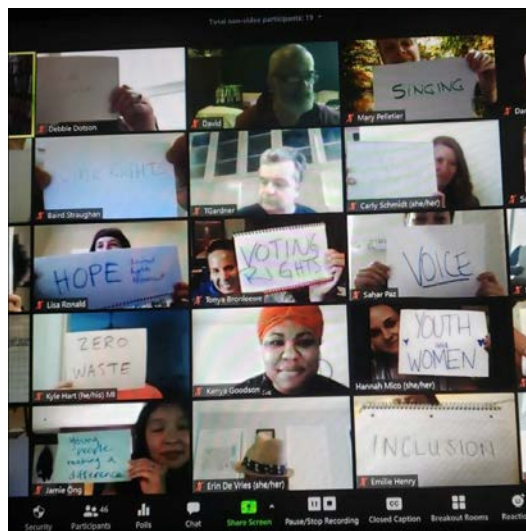 Total non-video participants: 19
Debbie Dotson
David
SINGING
Mary Pelletier
Baird Straughan
TGardner
Carly Schmidt (she/her)
HOPE
Lisa Ronald
VOTING
RIGHTS
Tonya Bronleewe
VOICE
Sahar Paz
ZERO
WASTE
Kyle Hart (he/his) MI
Kenya Goodson
YOUTH
and
WOMEN
Hannah Mico (she/her)
Young
people
making a
difference
Jamie Ong
Erin De Vries (she/her)
INCLUSION
Emilie Henry
Security
Participants
46
Polls
Chat
Share Screen
Pause/Stop Recording
CC
Closed Caption
Breakout Rooms